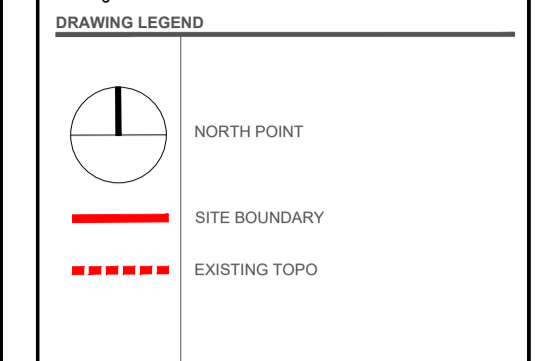 DRAWING LEGEND
NORTH POINT
SITE BOUNDARY
EXISTING TOPO